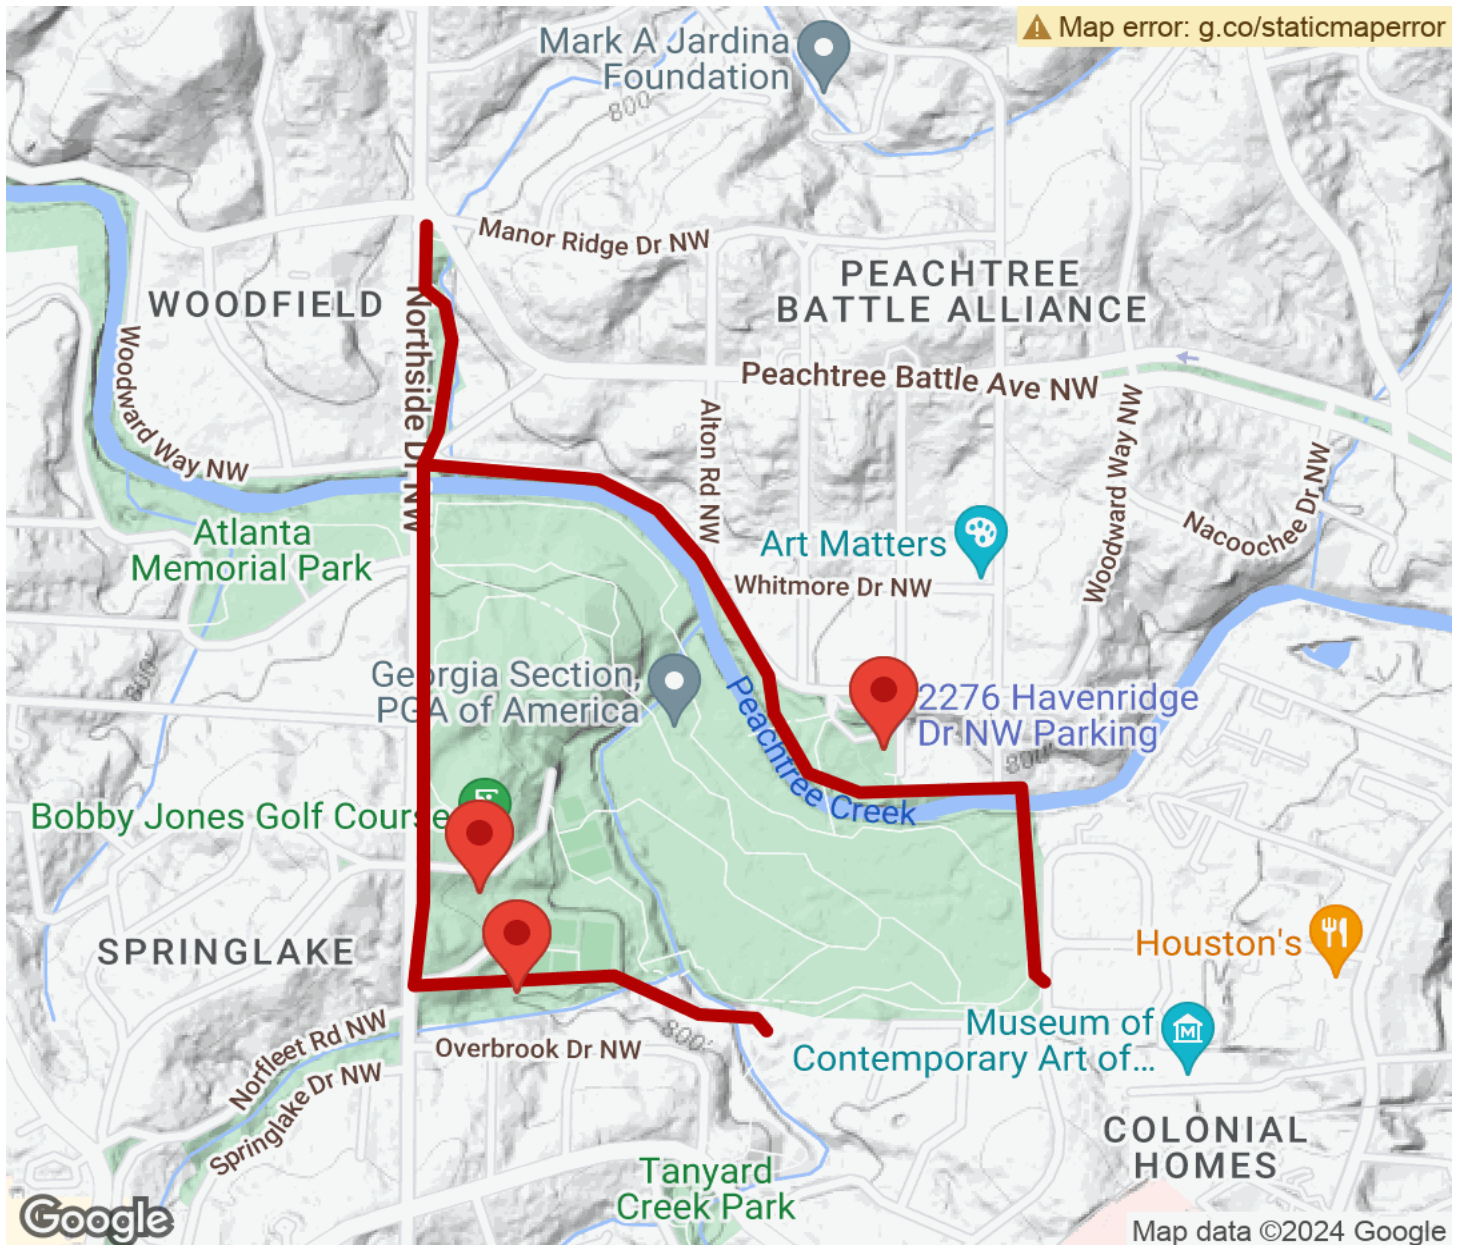 Map error: g.co/staticmaperror
Mark A Jardina
Foundation
800
Manor Ridge Dr NW
PEACHTREE
BATTLE ALLIANCE
WOODFIELD
Northside Dr NW
Woodward Way NW
Peachtree Battle Ave NW
Alton Rd NW
Woodward Way NW
Nacoochee Dr NW
Atlanta
Memorial Park
Art Matters
Whitmore Dr NW
800'
Georgia Section,
PGA of America
Peachtree Creek
2276 Havenridge
Dr NW Parking
800'
Bobby Jones Golf Course
SPRINGLAKE
Houston's
Norfleet Rd NW
Springlake Dr NW
Overbrook Dr NW
800'
Museum of
Contemporary Art of...
COLONIAL
HOMES
Tanyard
Creek Park
Google
Map data ©2024 Google